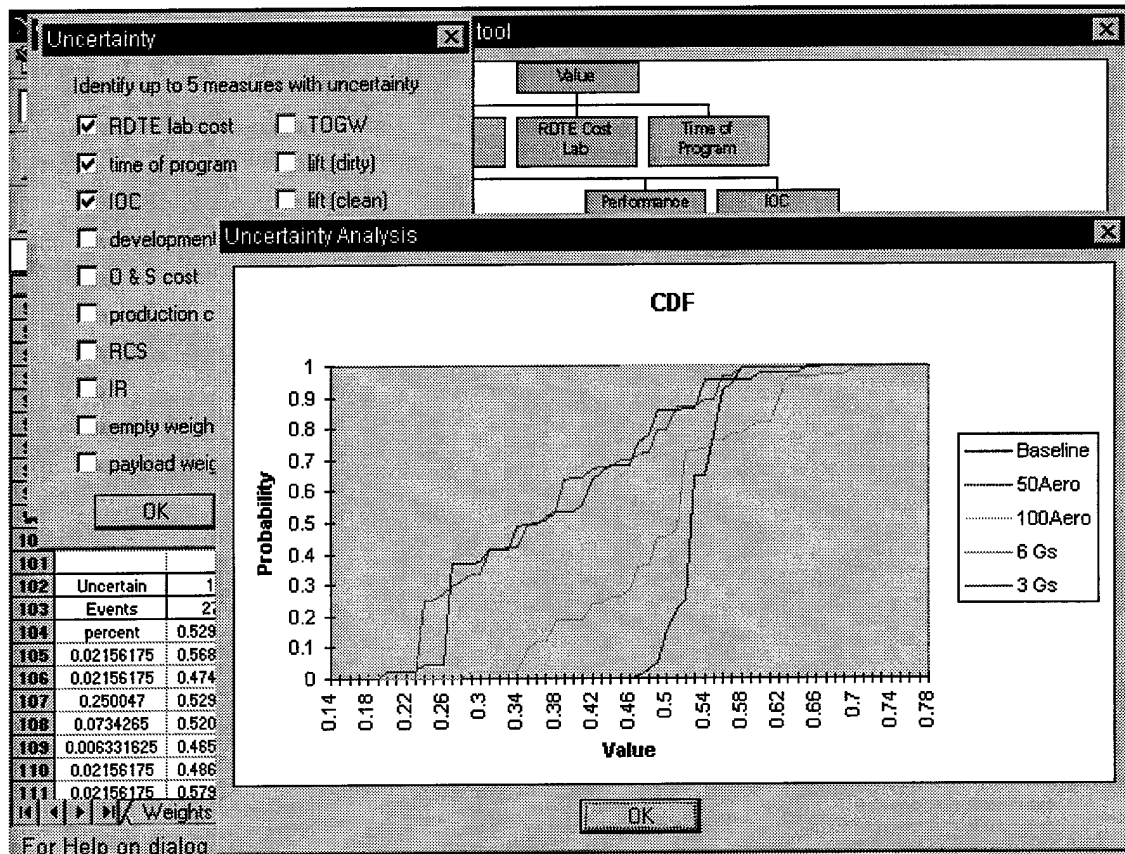 Uncertainty
tool
Identify up to 5 measures with uncertainty
RDTE lab cost
TOGW
time of program
lift (dirty)
IOC
lift (clean)
development
O & S cost
production c
RCS
IR
empty weigh
payload weig
OK
Value
RDTE Cost
Lab
Time of
Program
Performance
IOC
Uncertainty Analysis
CDF
Probability
1
0.9
0.8
0.7
0.6
0.5
0.4
0.3
0.2
0.1
0
0.14 0.18 0.22 0.26 0.3 0.34 0.38 0.42 0.46 0.5 0.54 0.58 0.62 0.66 0.7 0.74 0.78
Value
Baseline
50Aero
100Aero
6 Gs
3 Gs
OK
10
101
102 Uncertain 1
103 Events 27
104 percent 0.529
105 0.02156175 0.568
106 0.02156175 0.474
107 0.250047 0.529
108 0.0734265 0.520
109 0.006331625 0.465
110 0.02156175 0.486
111 0.02156175 0.579
Weights
For Help on dialog